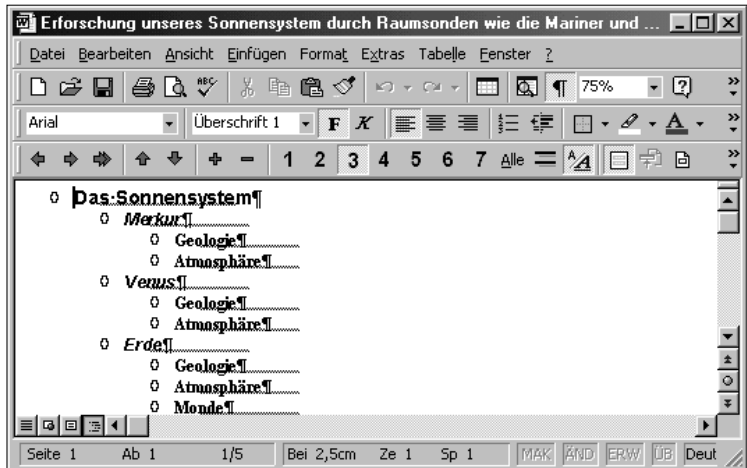 Erforschung unseres Sonnensystem durch Raumsonden wie die Mariner und ...
Datei Bearbeiten Ansicht Einfügen Format Extras Tabelle Fenster ?
ABC 75%
Arial Überschrift 1 F K A
1 2 3 4 5 6 7 Alle A/A
Das·Sonnensystem¶
Merkur¶
Geologie¶
Atmosphäre¶
Venus¶
Geologie¶
Atmosphäre¶
Erde¶
Geologie¶
Atmosphäre¶
Monde¶
Seite 1 Ab 1 1/5 Bei 2,5cm Ze 1 Sp 1 MAK ÄND ERW ÜB Deut